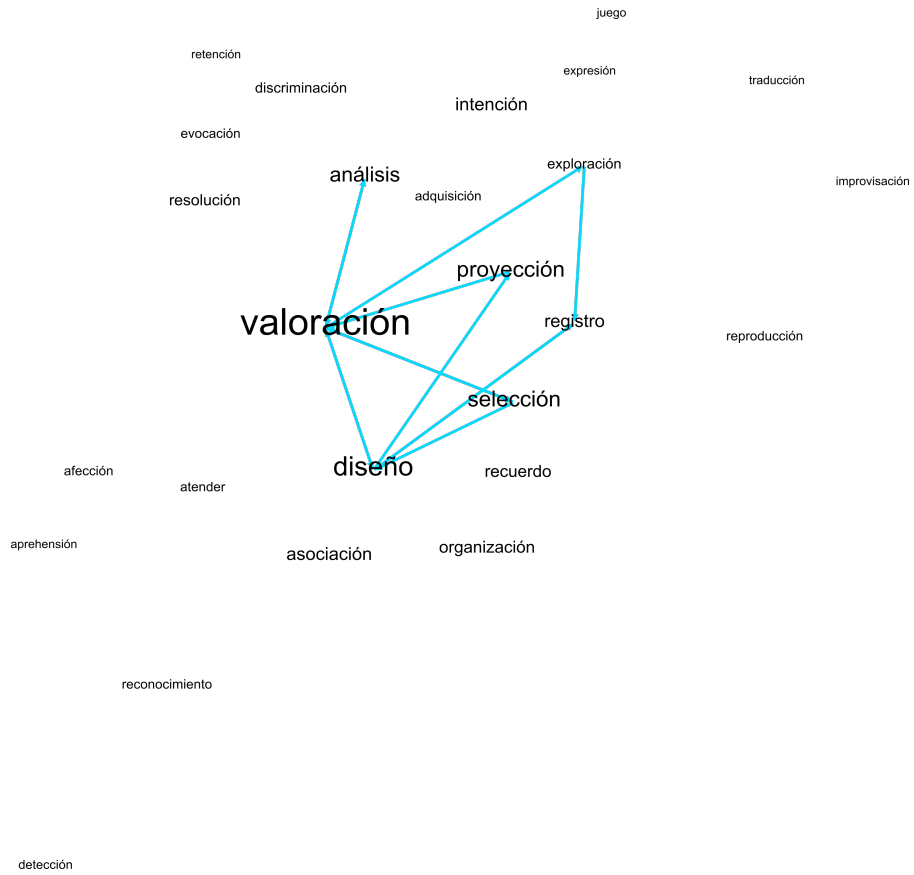 juego
retención
expresión
traducción
discriminación
intención
evocación
exploración
análisis
improvisación
adquisición
resolución
proyección
valoración
registro
reproducción
selección
diseño
recuerdo
afección
atender
aprehensión
organización
asociación
reconocimiento
detección